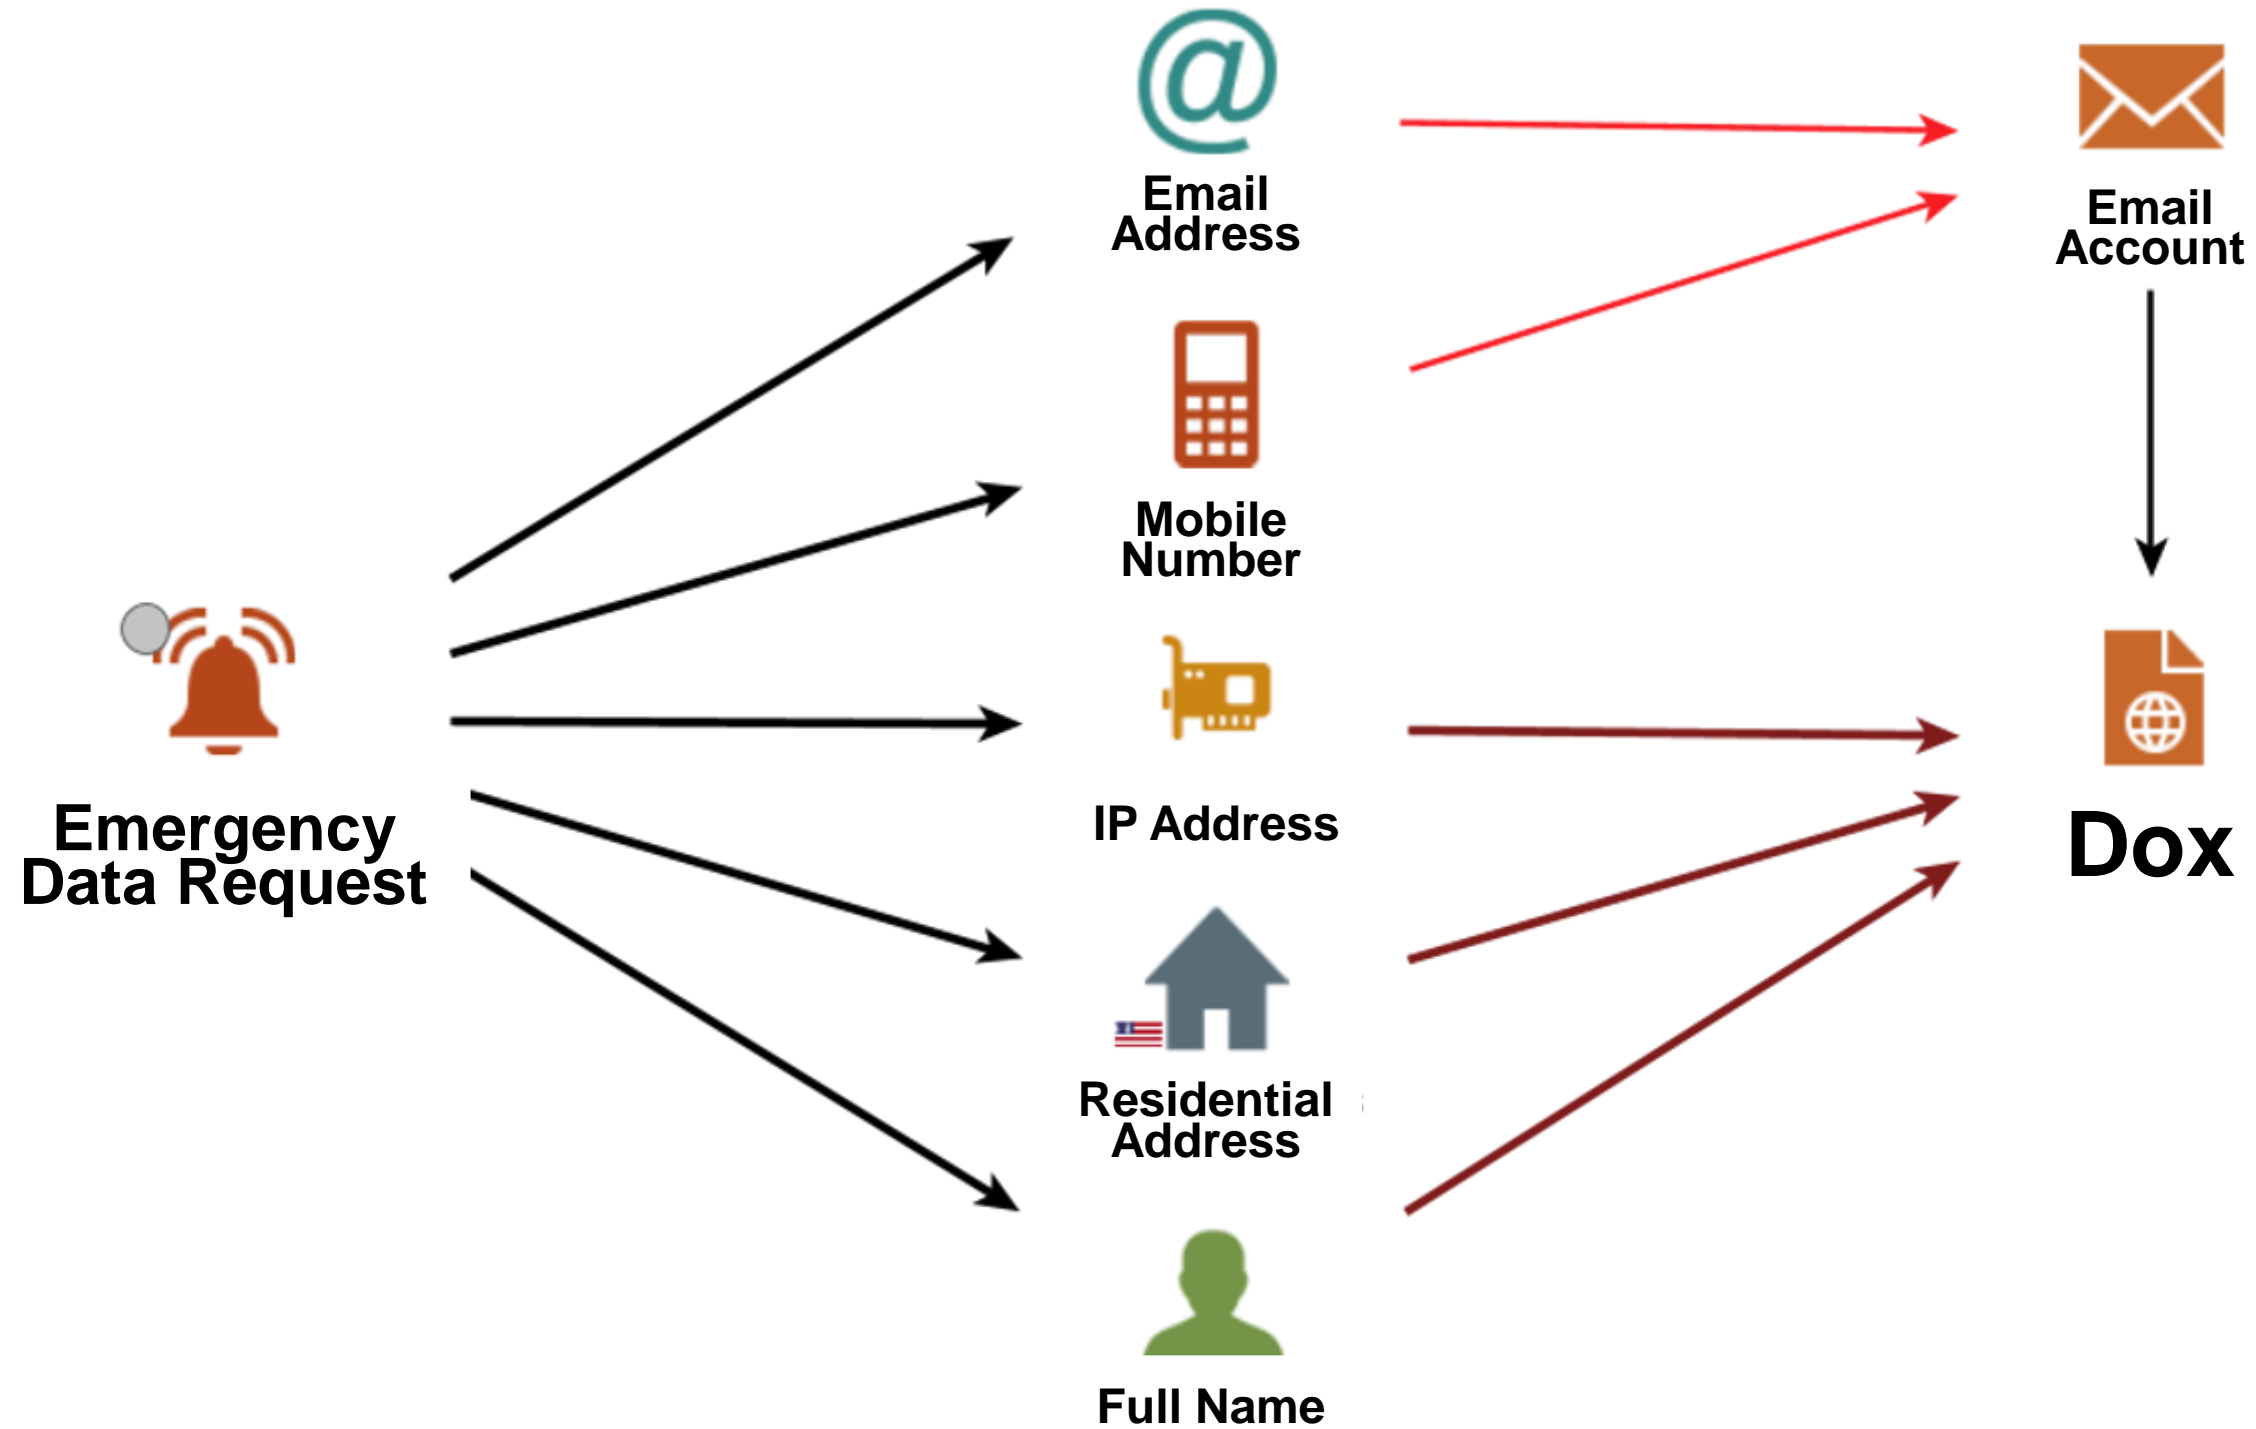 Email
Address
Email
Account
Mobile
Number
Emergency
Data Request
IP Address
Dox
Residential
Address
Full Name